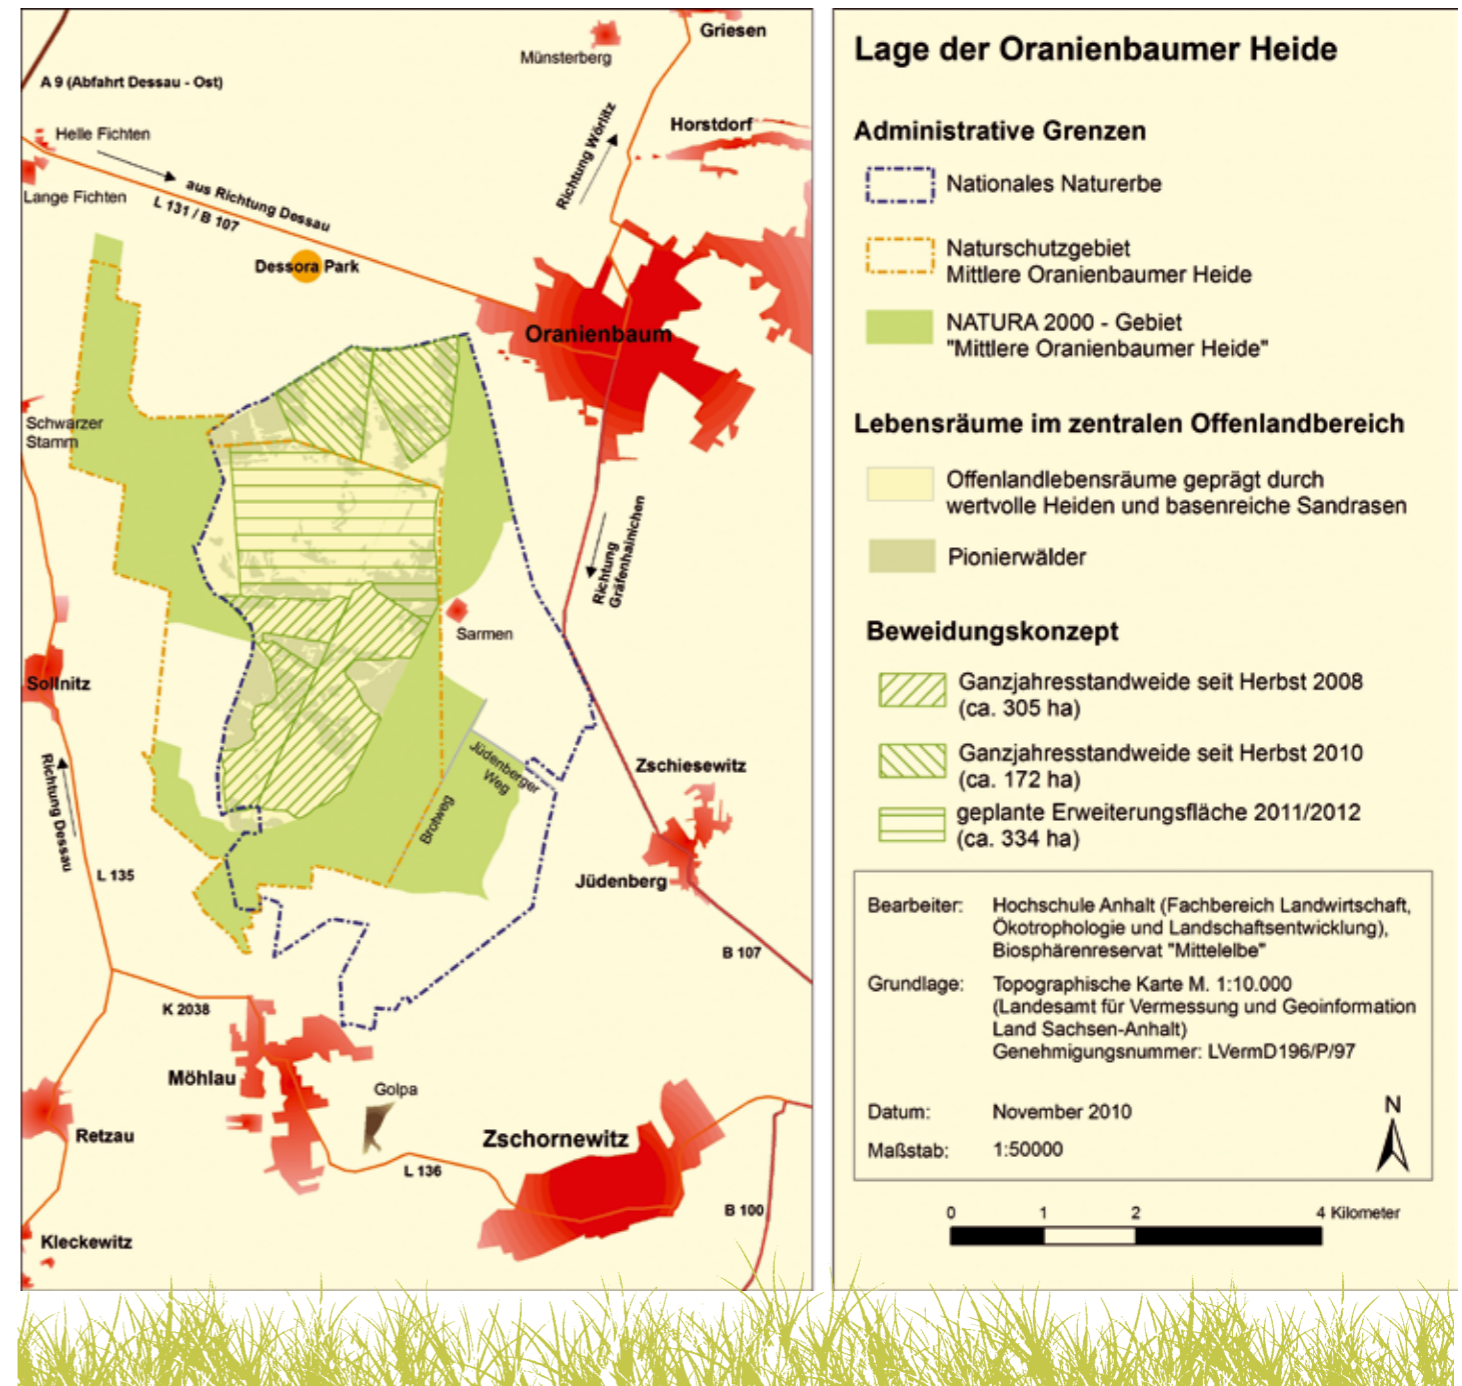 Griesen
Münsterberg
A 9 (Abfahrt Dessau - Ost)
Helle Fichten
Horstdorf
Richtung Wörlitz
Lange Fichten
aus Richtung Dessau
L 131 / B 107
Dessora Park
Oranienbaum
Schwarzer
Stamm
Richtung
Gräfenhainichen
Sarmen
Sollnitz
Jüdenberger
Weg
Zschiesewitz
Richtung Dessau
Brotweg
L 135
Jüdenberg
B 107
K 2038
Möhlau
Golpa
Retzau
Zschornewitz
L 136
B 100
Kleckewitz
Lage der Oranienbaumer Heide
Administrative Grenzen
Nationales Naturerbe
Naturschutzgebiet
Mittlere Oranienbaumer Heide
NATURA 2000 - Gebiet
"Mittlere Oranienbaumer Heide"
Lebensräume im zentralen Offenlandbereich
Offenlandlebensräume geprägt durch
wertvolle Heiden und basenreiche Sandrasen
Pionierwälder
Beweidungskonzept
Ganzjahresstandweide seit Herbst 2008
(ca. 305 ha)
Ganzjahresstandweide seit Herbst 2010
(ca. 172 ha)
geplante Erweiterungsfläche 2011/2012
(ca. 334 ha)
Bearbeiter: Hochschule Anhalt (Fachbereich Landwirtschaft,
Ökotrophologie und Landschaftsentwicklung),
Biosphärenreservat "Mittelelbe"
Grundlage: Topographische Karte M. 1:10.000
(Landesamt für Vermessung und Geoinformation
Land Sachsen-Anhalt)
Genehmigungsnummer: LVermD196/P/97
Datum: November 2010
Maßstab: 1:50000
N
0 1 2 4 Kilometer